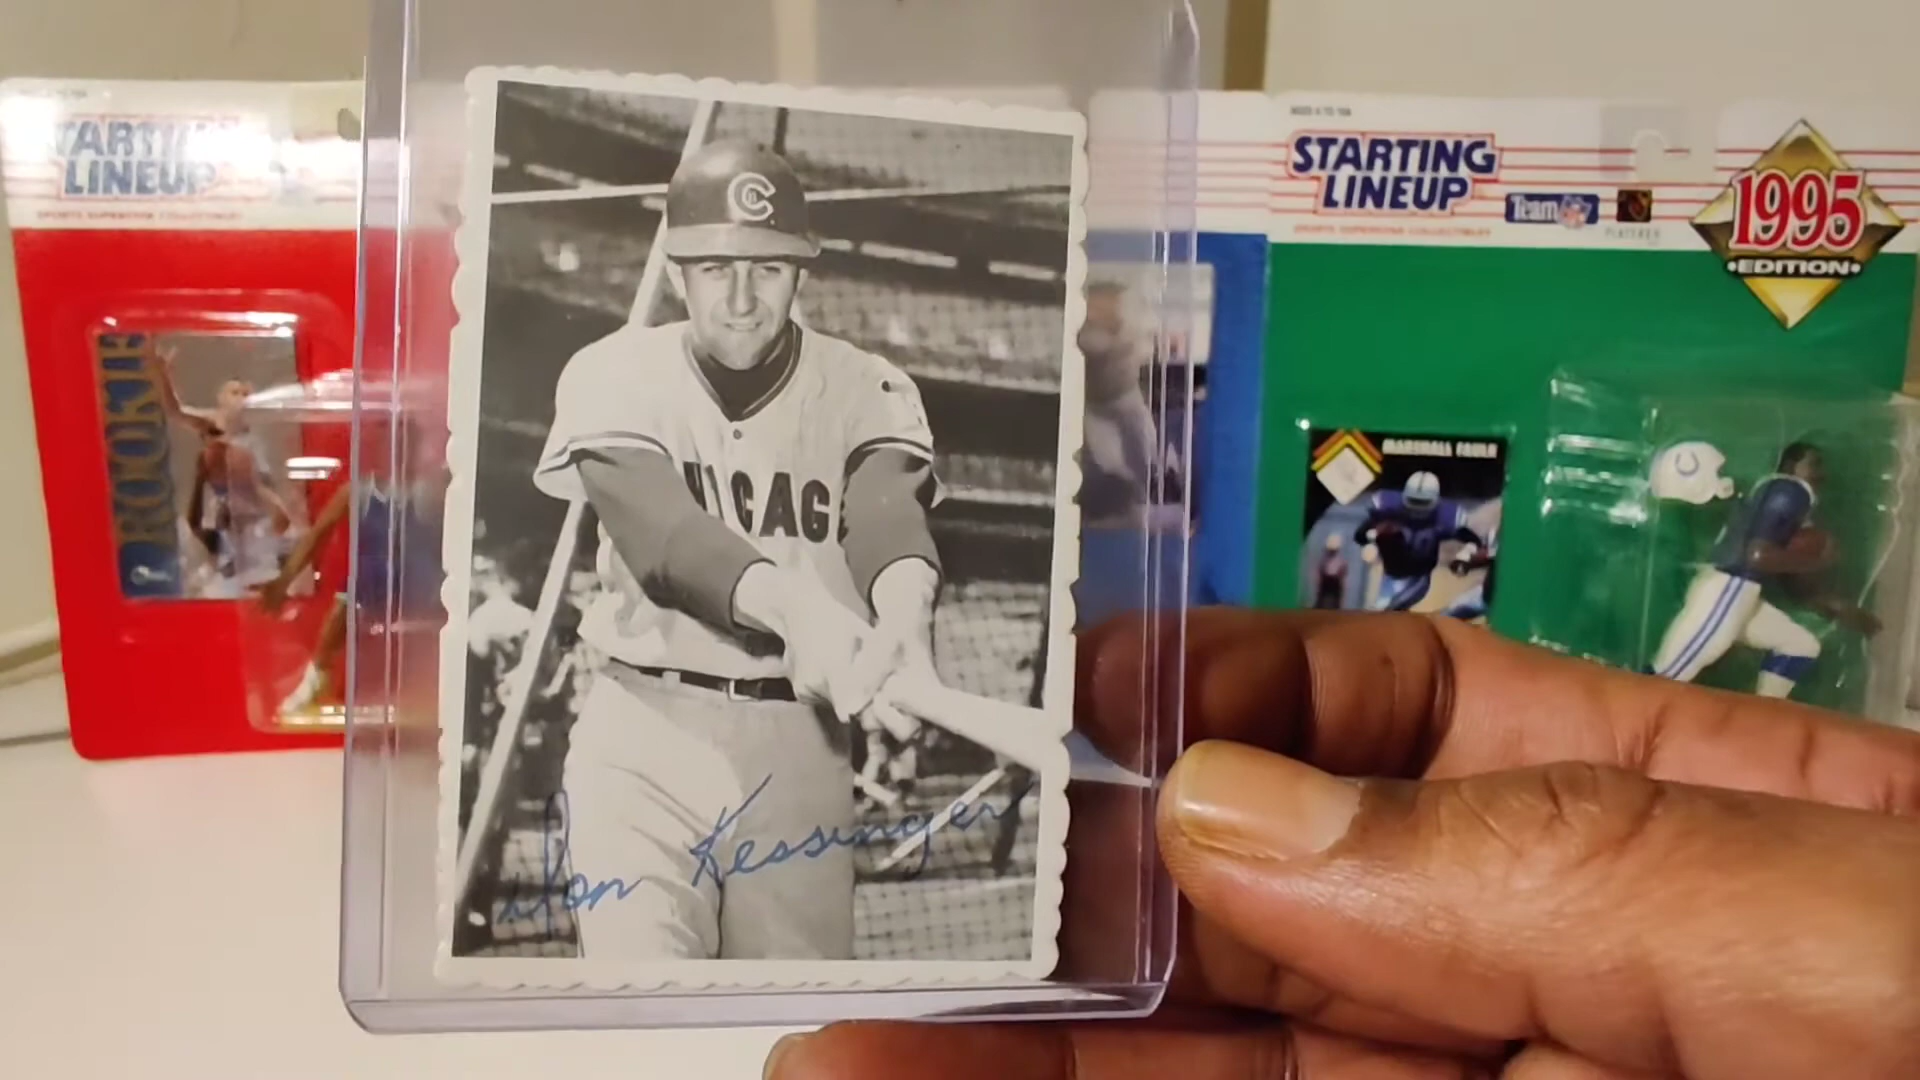 STARTING
LINEUP
SPORTS SUPERSTAR COLLECTIBLES
ROOKIE
C
CHICAGO
Don Kessinger
STARTING
LINEUP
Team NFL
PLAYERS
SPORTS SUPERSTAR COLLECTIBLES
1995
EDITION
MARSHALL FAULK